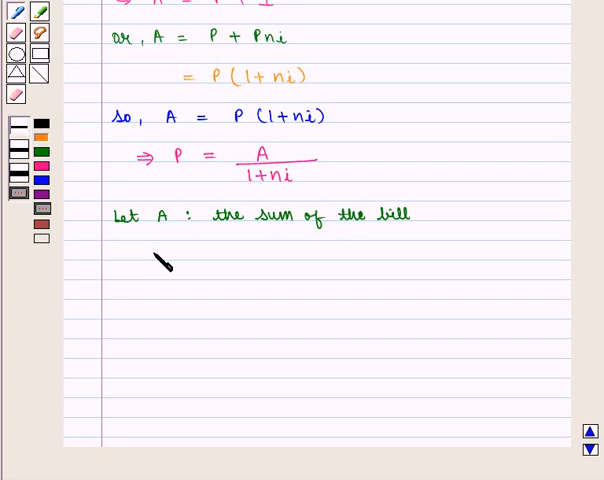 ⇒ A = P + I
or, A = P + Pni
= P (1+ni)
So, A = P (1+ni)
⇒ P = A / 1+ni
Let A : the sum of the bill